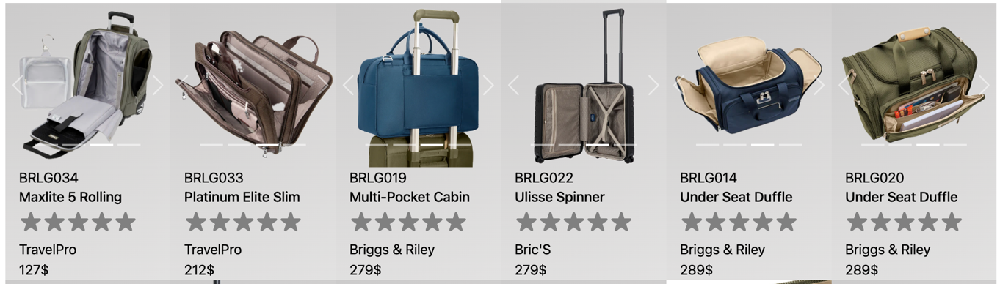 BRLG034
Maxlite 5 Rolling
TravelPro
127$
BRLG033
Platinum Elite Slim
TravelPro
212$
BRLG019
Multi-Pocket Cabin
Briggs & Riley
279$
BRLG022
Ulisse Spinner
Bric'S
279$
BRLG014
Under Seat Duffle
Briggs & Riley
289$
BRLG020
Under Seat Duffle
Briggs & Riley
289$